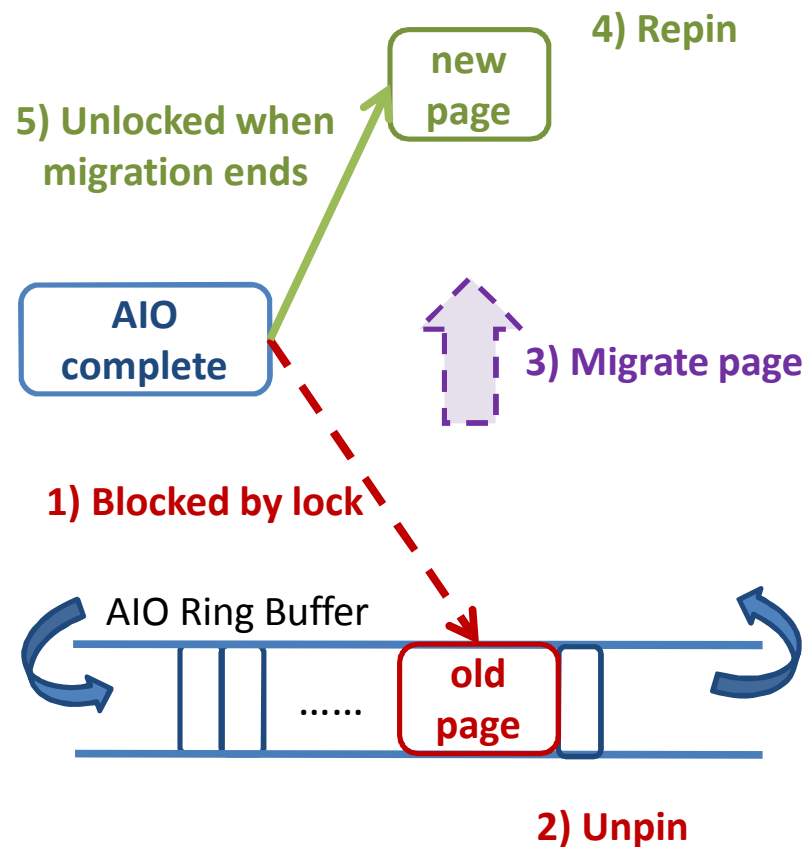 4) Repin
new
page
5) Unlocked when
migration ends
AIO
complete
3) Migrate page
1) Blocked by lock
AIO Ring Buffer
......
old
page
2) Unpin